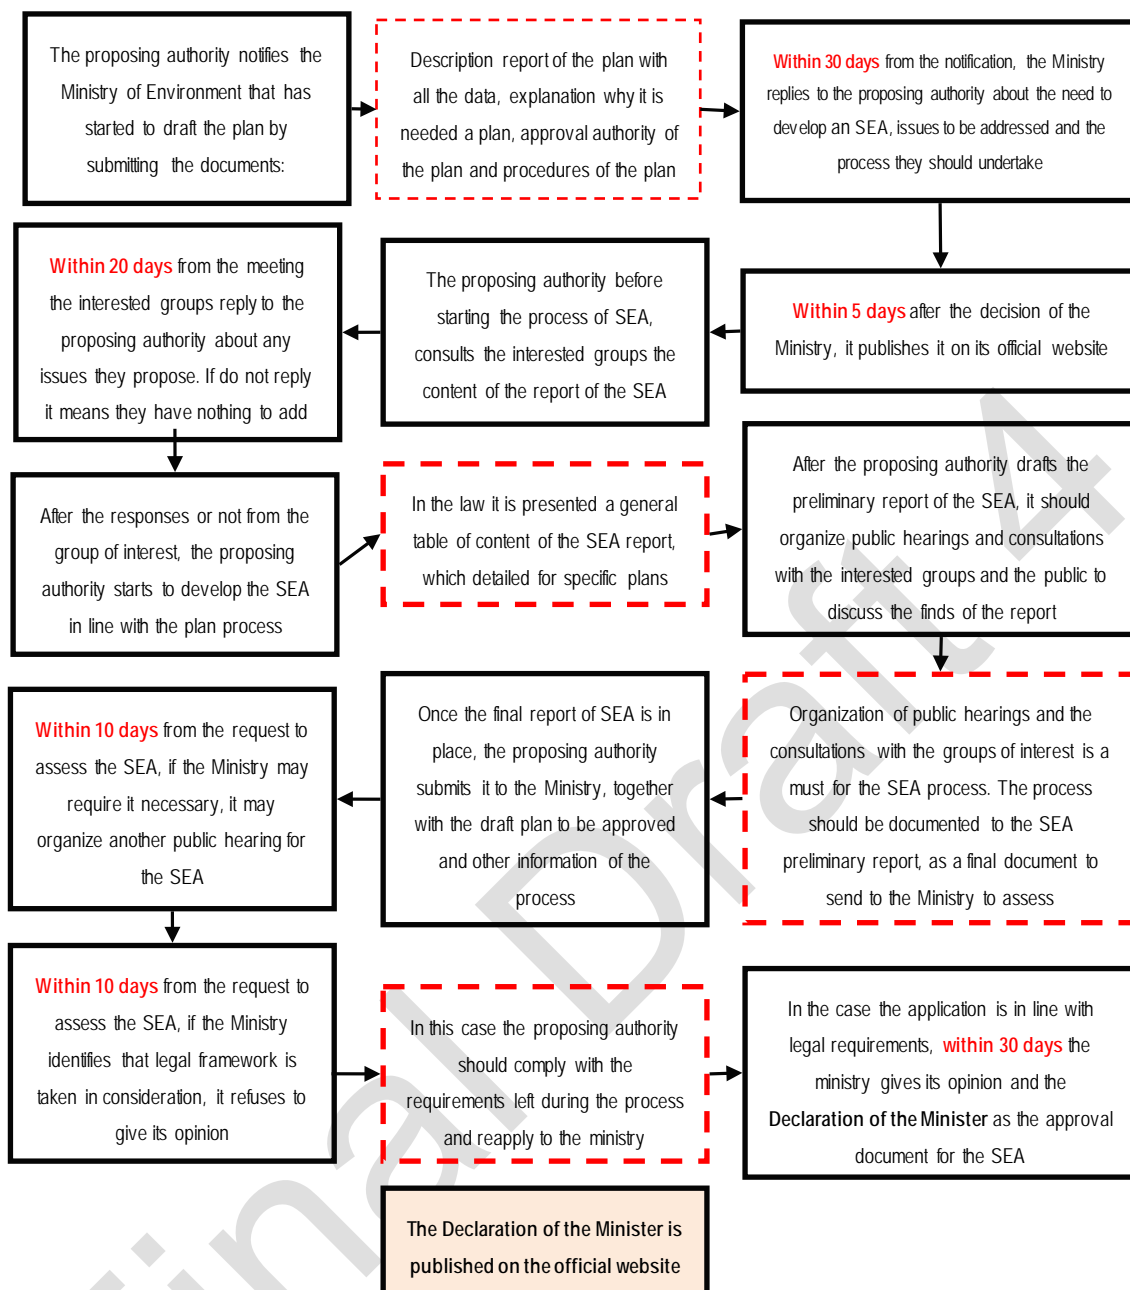 The proposing authority notifies the
Ministry of Environment that has
started to draft the plan by
submitting the documents:
Description report of the plan with
all the data, explanation why it is
needed a plan, approval authority of
the plan and procedures of the plan
Within 30 days from the notification, the Ministry
replies to the proposing authority about the need to
develop an SEA, issues to be addressed and the
process they should undertake
Within 5 days after the decision of the
Ministry, it publishes it on its official website
The proposing authority before
starting the process of SEA,
consults the interested groups the
content of the report of the SEA
Within 20 days from the meeting
the interested groups reply to the
proposing authority about any
issues they propose. If do not reply
it means they have nothing to add
After the responses or not from the
group of interest, the proposing
authority starts to develop the SEA
in line with the plan process
In the law it is presented a general
table of content of the SEA report,
which detailed for specific plans
After the proposing authority drafts the
preliminary report of the SEA, it should
organize public hearings and consultations
with the interested groups and the public to
discuss the finds of the report
Organization of public hearings and the
consultations with the groups of interest is a
must for the SEA process. The process
should be documented to the SEA
preliminary report, as a final document to
send to the Ministry to assess
Once the final report of SEA is in
place, the proposing authority
submits it to the Ministry, together
with the draft plan to be approved
and other information of the
process
Within 10 days from the request to
assess the SEA, if the Ministry may
require it necessary, it may
organize another public hearing for
the SEA
Within 10 days from the request to
assess the SEA, if the Ministry
identifies that legal framework is
taken in consideration, it refuses to
give its opinion
In this case the proposing authority
should comply with the
requirements left during the process
and reapply to the ministry
In the case the application is in line with
legal requirements, within 30 days the
ministry gives its opinion and the
Declaration of the Minister as the approval
document for the SEA
The Declaration of the Minister is
published on the official website
Final Draft 4